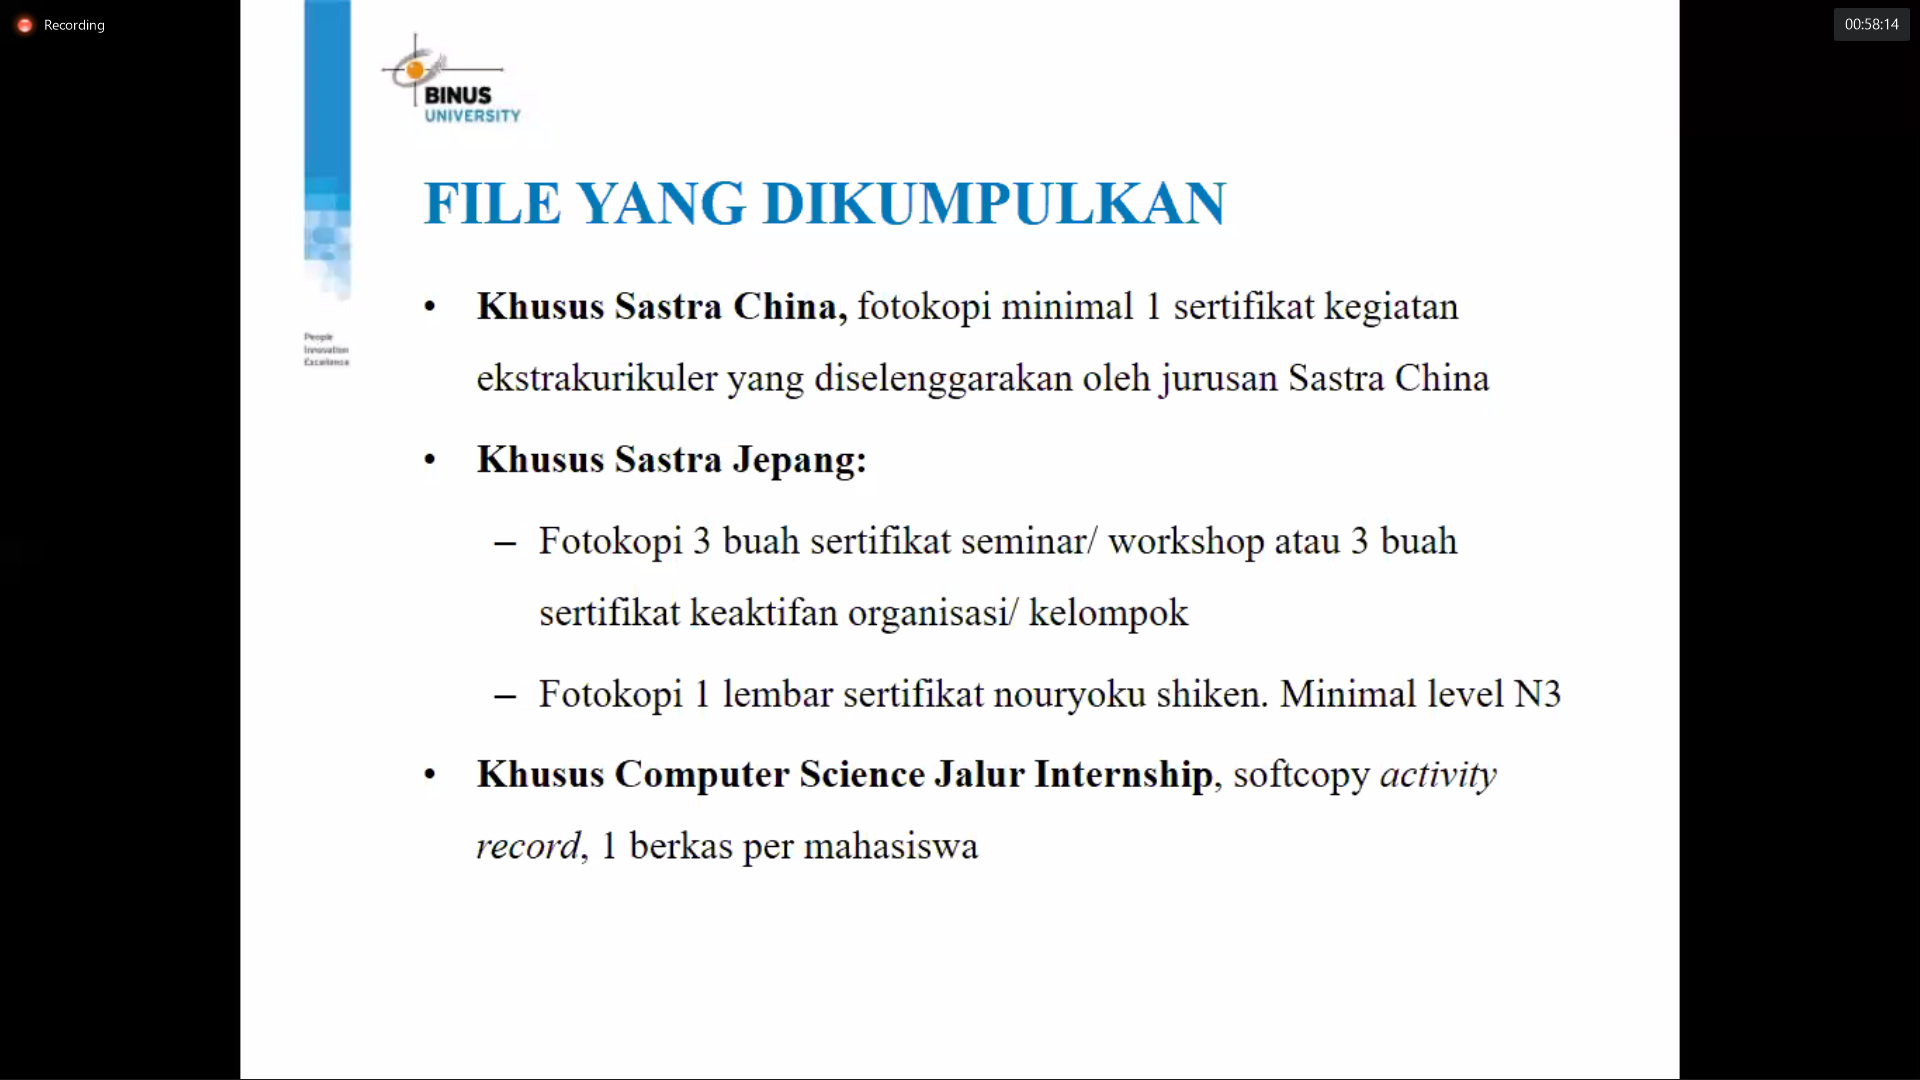 Recording
00:58:14
BINUS
UNIVERSITY
FILE YANG DIKUMPULKAN
People
Innovation
Excellence
• Khusus Sastra China, fotokopi minimal 1 sertifikat kegiatan
ekstrakurikuler yang diselenggarakan oleh jurusan Sastra China
• Khusus Sastra Jepang:
– Fotokopi 3 buah sertifikat seminar/ workshop atau 3 buah
sertifikat keaktifan organisasi/ kelompok
– Fotokopi 1 lembar sertifikat nouryoku shiken. Minimal level N3
• Khusus Computer Science Jalur Internship, softcopy activity
record, 1 berkas per mahasiswa